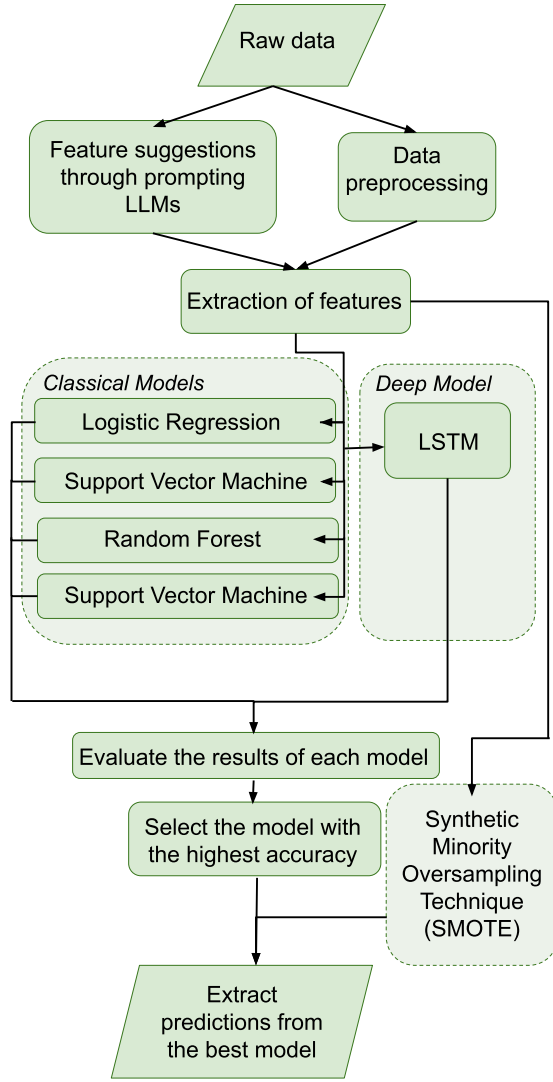 Raw data
Feature suggestions
through prompting
LLMs
Data
preprocessing
Extraction of features
Classical Models
Logistic Regression
Support Vector Machine
Random Forest
Support Vector Machine
Deep Model
LSTM
Evaluate the results of each model
Select the model with
the highest accuracy
Synthetic
Minority
Oversampling
Technique
(SMOTE)
Extract
predictions from
the best model